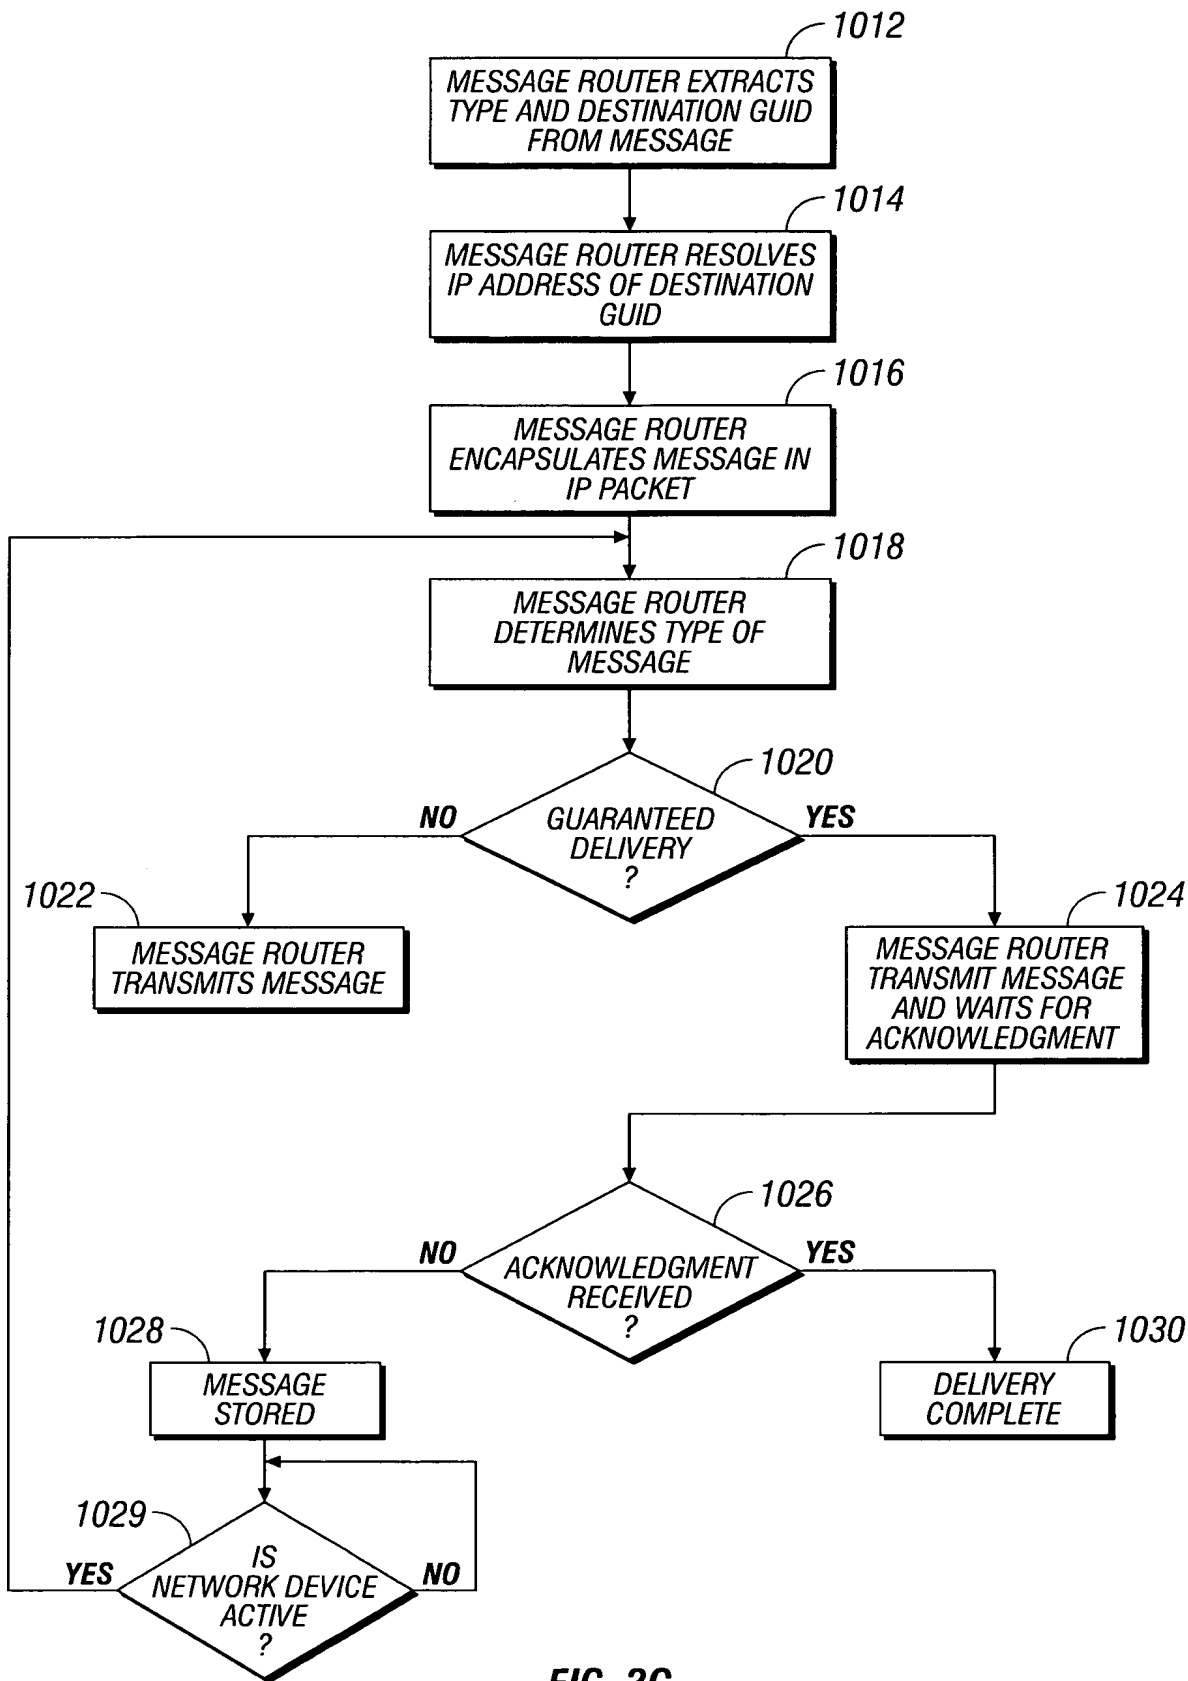 1012
MESSAGE ROUTER EXTRACTS
TYPE AND DESTINATION GUID
FROM MESSAGE
1014
MESSAGE ROUTER RESOLVES
IP ADDRESS OF DESTINATION
GUID
1016
MESSAGE ROUTER
ENCAPSULATES MESSAGE IN
IP PACKET
1018
MESSAGE ROUTER
DETERMINES TYPE OF
MESSAGE
1020
GUARANTEED
DELIVERY
?
NO
YES
1022
MESSAGE ROUTER
TRANSMITS MESSAGE
1024
MESSAGE ROUTER
TRANSMIT MESSAGE
AND WAITS FOR
ACKNOWLEDGMENT
1026
ACKNOWLEDGMENT
RECEIVED
?
NO
YES
1028
MESSAGE
STORED
1030
DELIVERY
COMPLETE
1029
IS
NETWORK DEVICE
ACTIVE
?
YES
NO